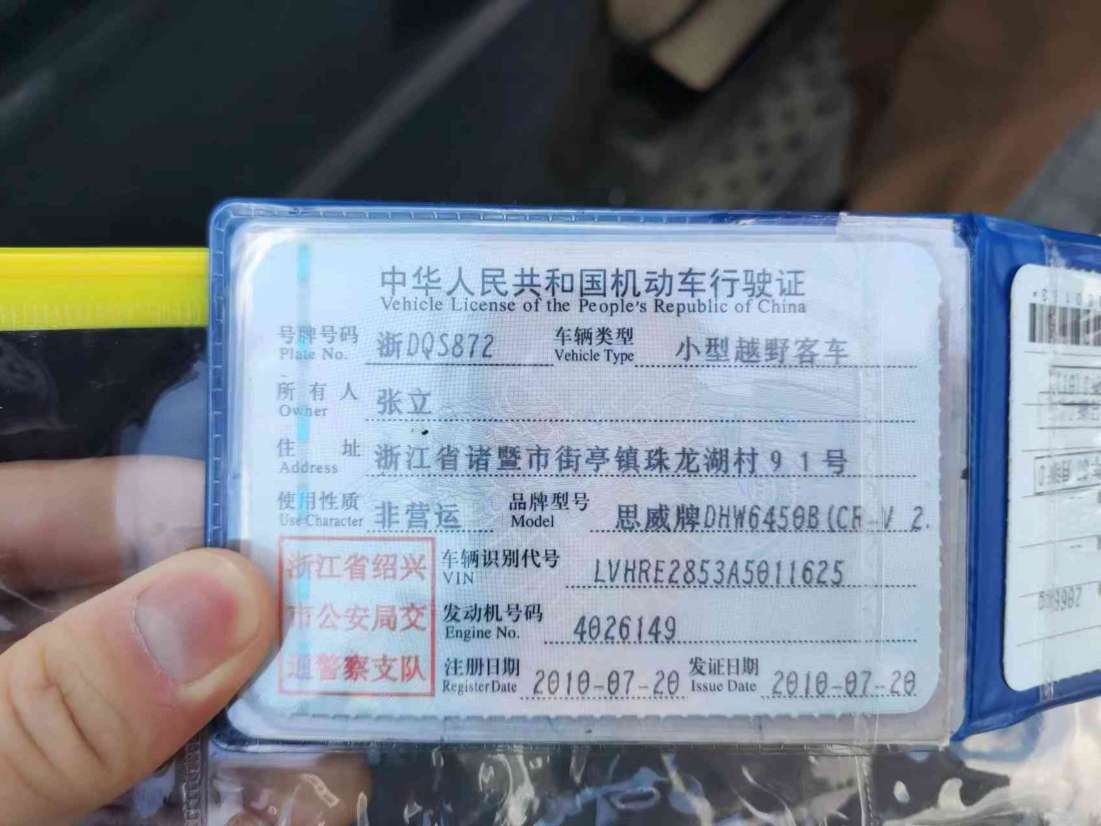 中华人民共和国机动车行驶证
Vehicle License of the People's Republic of China
号牌号码 浙DQS872 车辆类型 小型越野客车
Plate No. Vehicle Type
所有人 张立
Owner
住址 浙江省诸暨市街亭镇珠龙湖村91号
Address
使用性质 非营运 品牌型号 思威牌DHW6450B(CR-V 2.
Use Character Model
浙江省绍兴
市公安局交
通警察支队
车辆识别代号 LVHRE2853A5011625
VIN
发动机号码 4026149
Engine No.
注册日期 2010-07-20 发证日期 2010-07-20
Register Date Issue Date